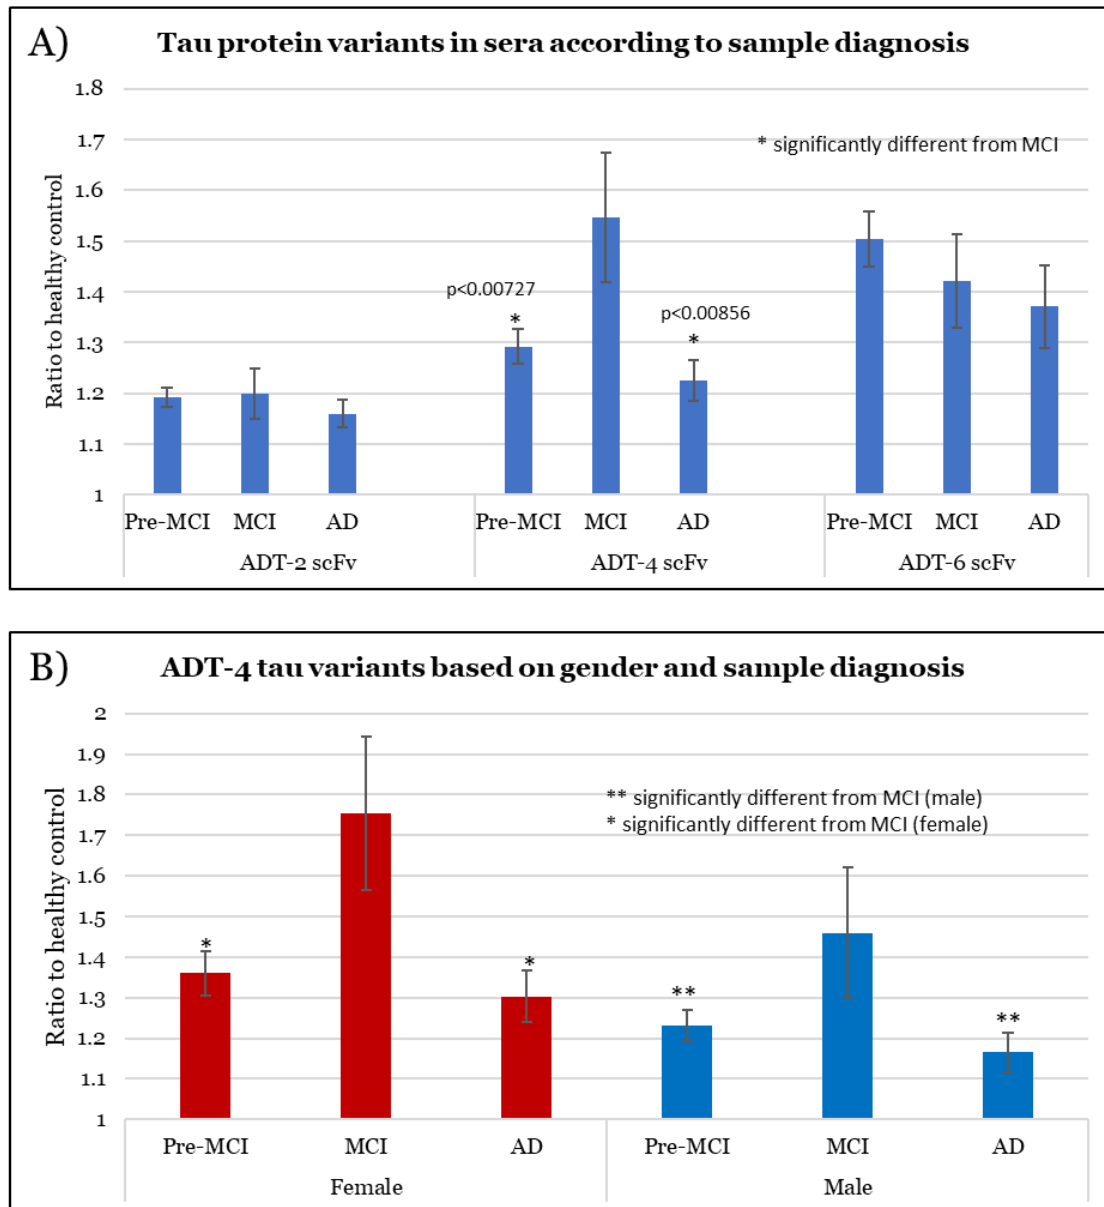 A)
Tau protein variants in sera according to sample diagnosis
Ratio to healthy control
1.8
1.7
1.6
1.5
1.4
1.3
1.2
1.1
1
* significantly different from MCI
p<0.00727
*
p<0.00856
*
Pre-MCI MCI AD Pre-MCI MCI AD Pre-MCI MCI AD
ADT-2 scFv ADT-4 scFv ADT-6 scFv
B)
ADT-4 tau variants based on gender and sample diagnosis
Ratio to healthy control
2
1.9
1.8
1.7
1.6
1.5
1.4
1.3
1.2
1.1
1
** significantly different from MCI (male)
* significantly different from MCI (female)
*
*
**
**
Pre-MCI MCI AD Pre-MCI MCI AD
Female Male